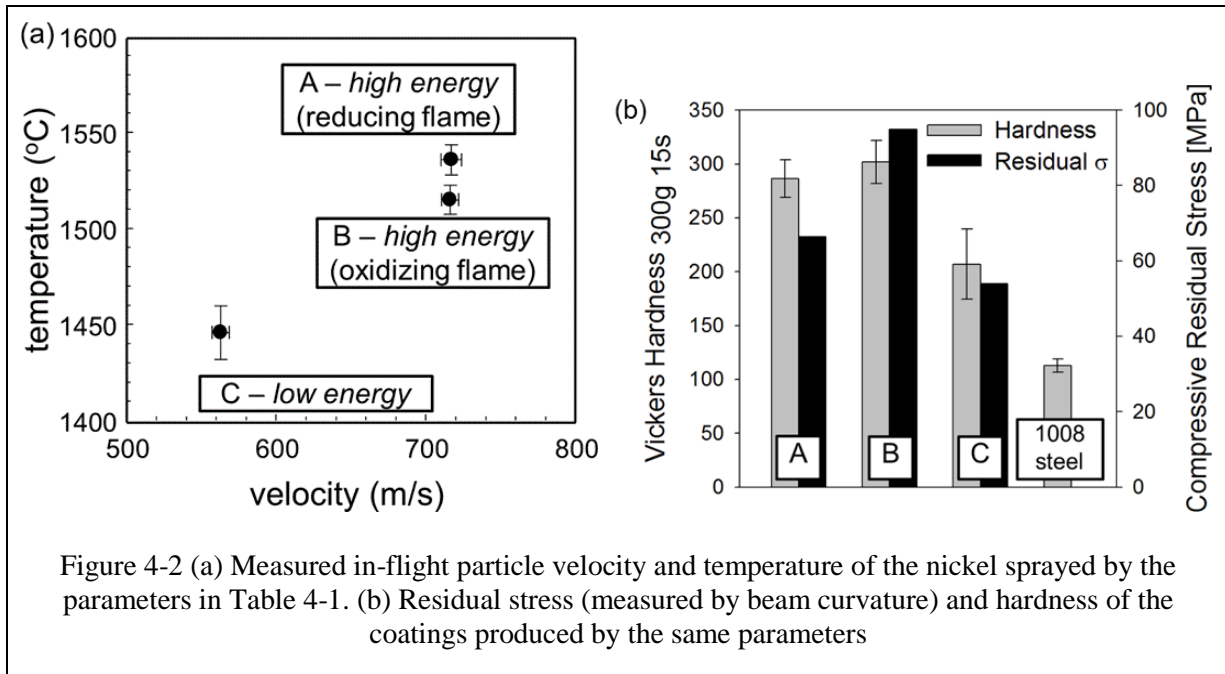 (a)
1600
1550
1500
1450
1400
temperature (oC)
500
600
700
800
velocity (m/s)
A – high energy
(reducing flame)
B – high energy
(oxidizing flame)
C – low energy
(b)
350
300
250
200
150
100
50
0
Vickers Hardness 300g 15s
Hardness
Residual σ
A
B
C
1008
steel
100
80
60
40
20
0
Compressive Residual Stress [MPa]
Figure 4-2 (a) Measured in-flight particle velocity and temperature of the nickel sprayed by the
parameters in Table 4-1. (b) Residual stress (measured by beam curvature) and hardness of the
coatings produced by the same parameters